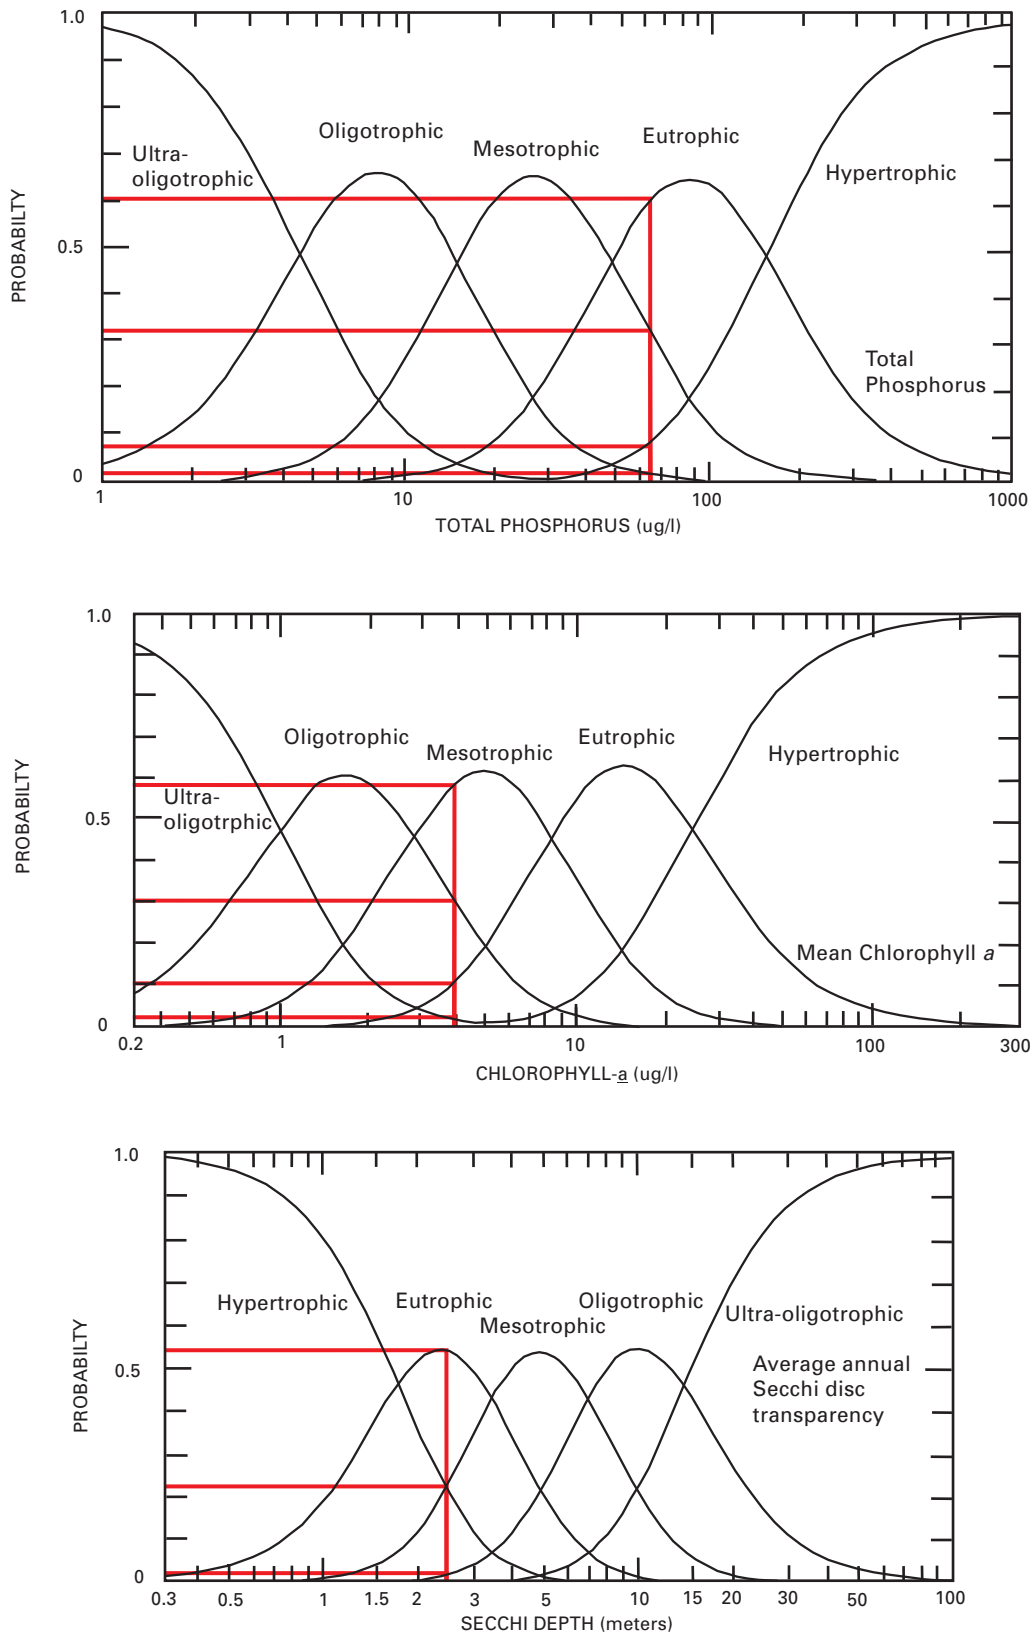 1.0
Oligotrophic
Eutrophic
Mesotrophic
Ultra-
oligotrophic
Hypertrophic
PROBABILTY
0.5
Total
Phosphorus
0
1 10 100 1000
TOTAL PHOSPHORUS (ug/l)
1.0
Oligotrophic
Mesotrophic
Eutrophic
Hypertrophic
Ultra-
oligotrphic
PROBABILTY
0.5
Mean Chlorophyll a
0
0.2 1 10 100 300
CHLOROPHYLL-a (ug/l)
1.0
Hypertrophic
Eutrophic
Mesotrophic
Oligotrophic
Ultra-oligotrophic
PROBABILTY
0.5
Average annual
Secchi disc
transparency
0
0.3 0.5 1 1.5 2 3 5 10 15 20 30 50 100
SECCHI DEPTH (meters)